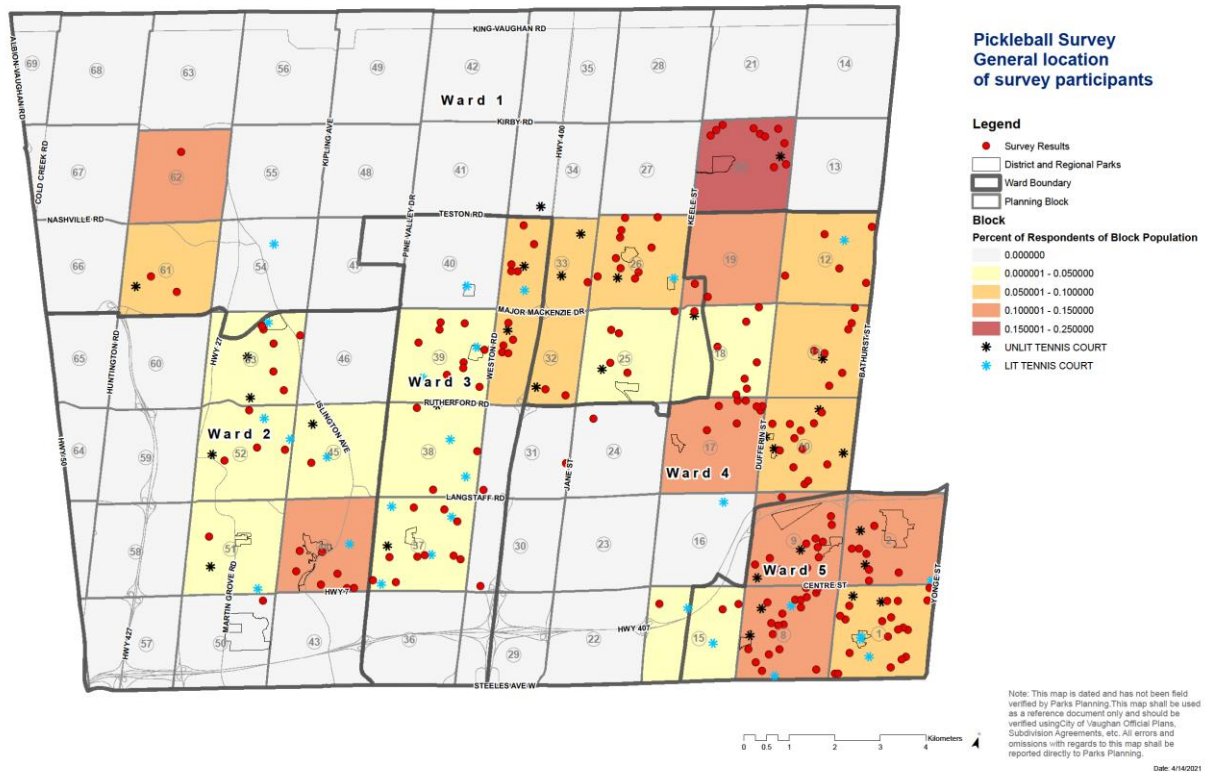 KING-VAUGHAN RD
69
68
63
56
49
42
35
28
21
14
Ward 1
KIRBY RD
ALBION-VAUGHAN RD
COLD CREEK RD
KIPLING AVE
HWY 400
67
62
55
48
41
34
27
13
NASHVILLE RD
PINE VALLEY DR
TESTON RD
KEELE ST
66
61
54
47
40
33
26
19
12
MAJOR MACKENZIE DR
HUNTINGTON RD
HWY 27
WESTON RD
BATHURST ST
65
60
53
46
39
32
25
18
Ward 3
RUTHERFORD RD
HWY 50
ISLINGTON AVE
Ward 2
64
59
52
45
38
31
24
17
JANE ST
DUFFERIN ST
Ward 4
LANGSTAFF RD
58
51
37
30
23
16
9
2
MARTIN GROVE RD
HWY 7
Ward 5
CENTRE ST
YONGE ST
HWY 427
57
50
43
36
29
22
HWY 407
15
8
1
STEELES AVE W
Pickleball Survey
General location
of survey participants
Legend
Survey Results
District and Regional Parks
Ward Boundary
Planning Block
Block
Percent of Respondents of Block Population
0.000000
0.000001 - 0.050000
0.050001 - 0.100000
0.100001 - 0.150000
0.150001 - 0.250000
UNLIT TENNIS COURT
LIT TENNIS COURT
0 0.5 1 2 3 4
Kilometers
Note: This map is dated and has not been field
verified by Parks Planning.This map shall be used
as a reference document only and should be
verified usingCity of Vaughan Official Plans,
Subdivision Agreements, etc. All errors and
omissions with regards to this map shall be
reported directly to Parks Planning.
Date: 4/14/2021